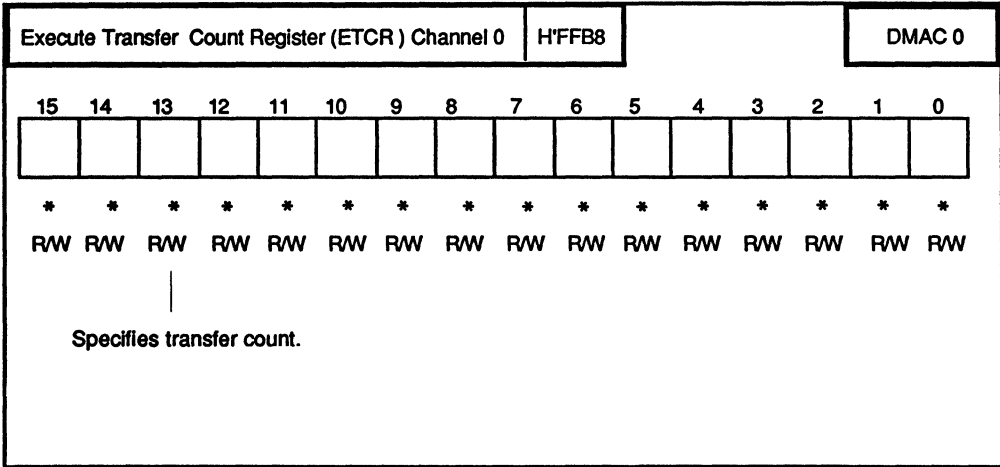 Execute Transfer Count Register (ETCR ) Channel 0 H'FFB8 DMAC 0
15 14 13 12 11 10 9 8 7 6 5 4 3 2 1 0
* * * * * * * * * * * * * * * *
R/W R/W R/W R/W R/W R/W R/W R/W R/W R/W R/W R/W R/W R/W R/W R/W
Specifies transfer count.